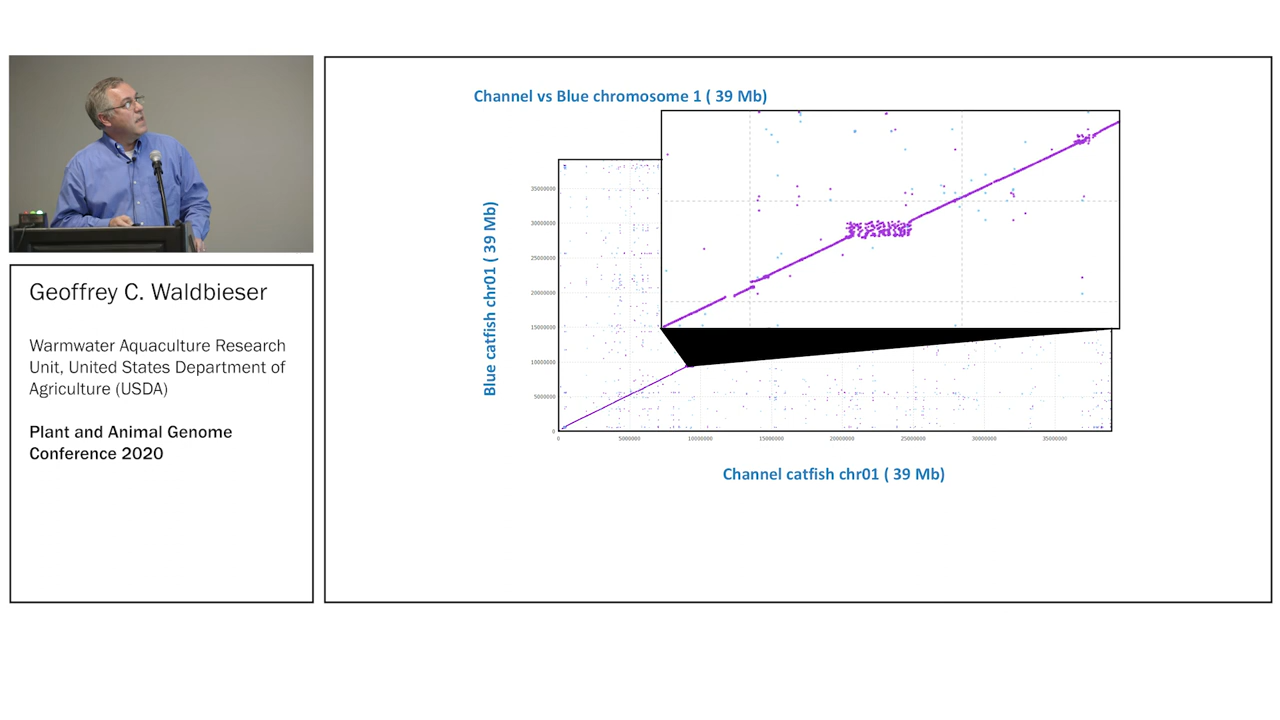 Geoffrey C. Waldbieser
Warmwater Aquaculture Research
Unit, United States Department of
Agriculture (USDA)
Plant and Animal Genome
Conference 2020
Channel vs Blue chromosome 1 ( 39 Mb)
Blue catfish chr01 ( 39 Mb)
35000000
30000000
25000000
20000000
15000000
10000000
5000000
0
0 5000000 10000000 15000000 20000000 25000000 30000000 35000000
Channel catfish chr01 ( 39 Mb)